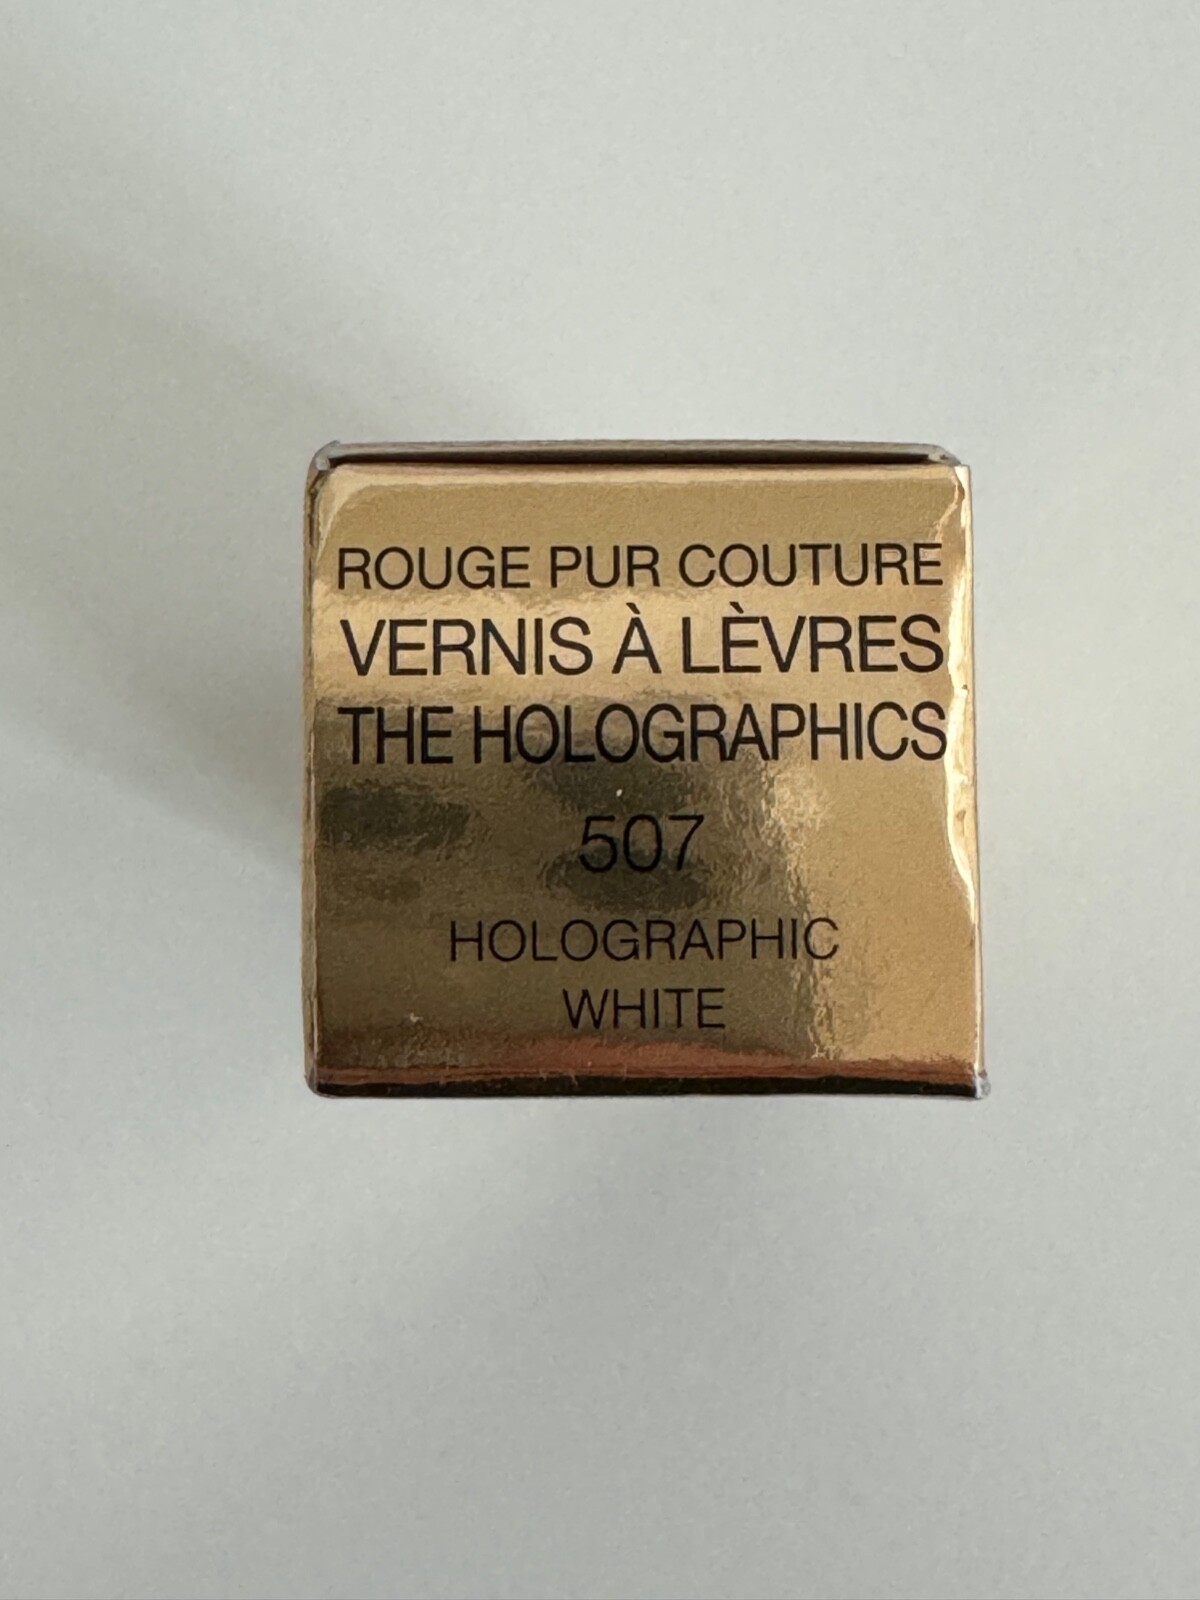 ROUGE PUR COUTURE
VERNIS À LÈVRES
THE HOLOGRAPHICS
507
HOLOGRAPHIC
WHITE